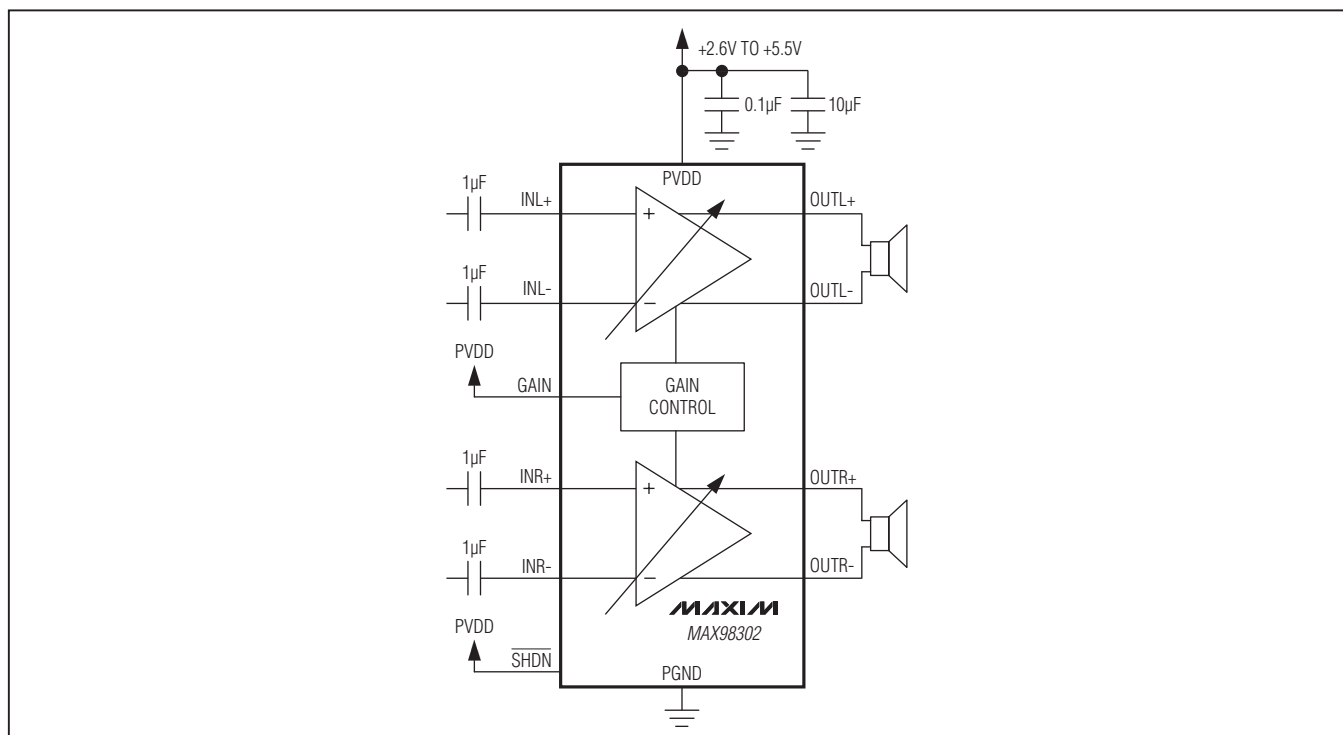 +2.6V TO +5.5V
0.1µF
10µF
PVDD
1µF
INL+
OUTL+
1µF
INL-
OUTL-
PVDD
GAIN
GAIN
CONTROL
1µF
INR+
OUTR+
1µF
INR-
OUTR-
MAXIM
MAX98302
PVDD
SHDN
PGND